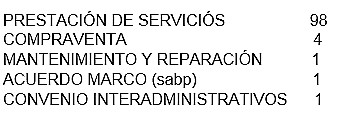 PRESTACIÓN DE SERVICIÓS 98
COMPRAVENTA 4
MANTENIMIENTO Y REPARACIÓN 1
ACUERDO MARCO (sabp) 1
CONVENIO INTERADMINISTRATIVOS 1